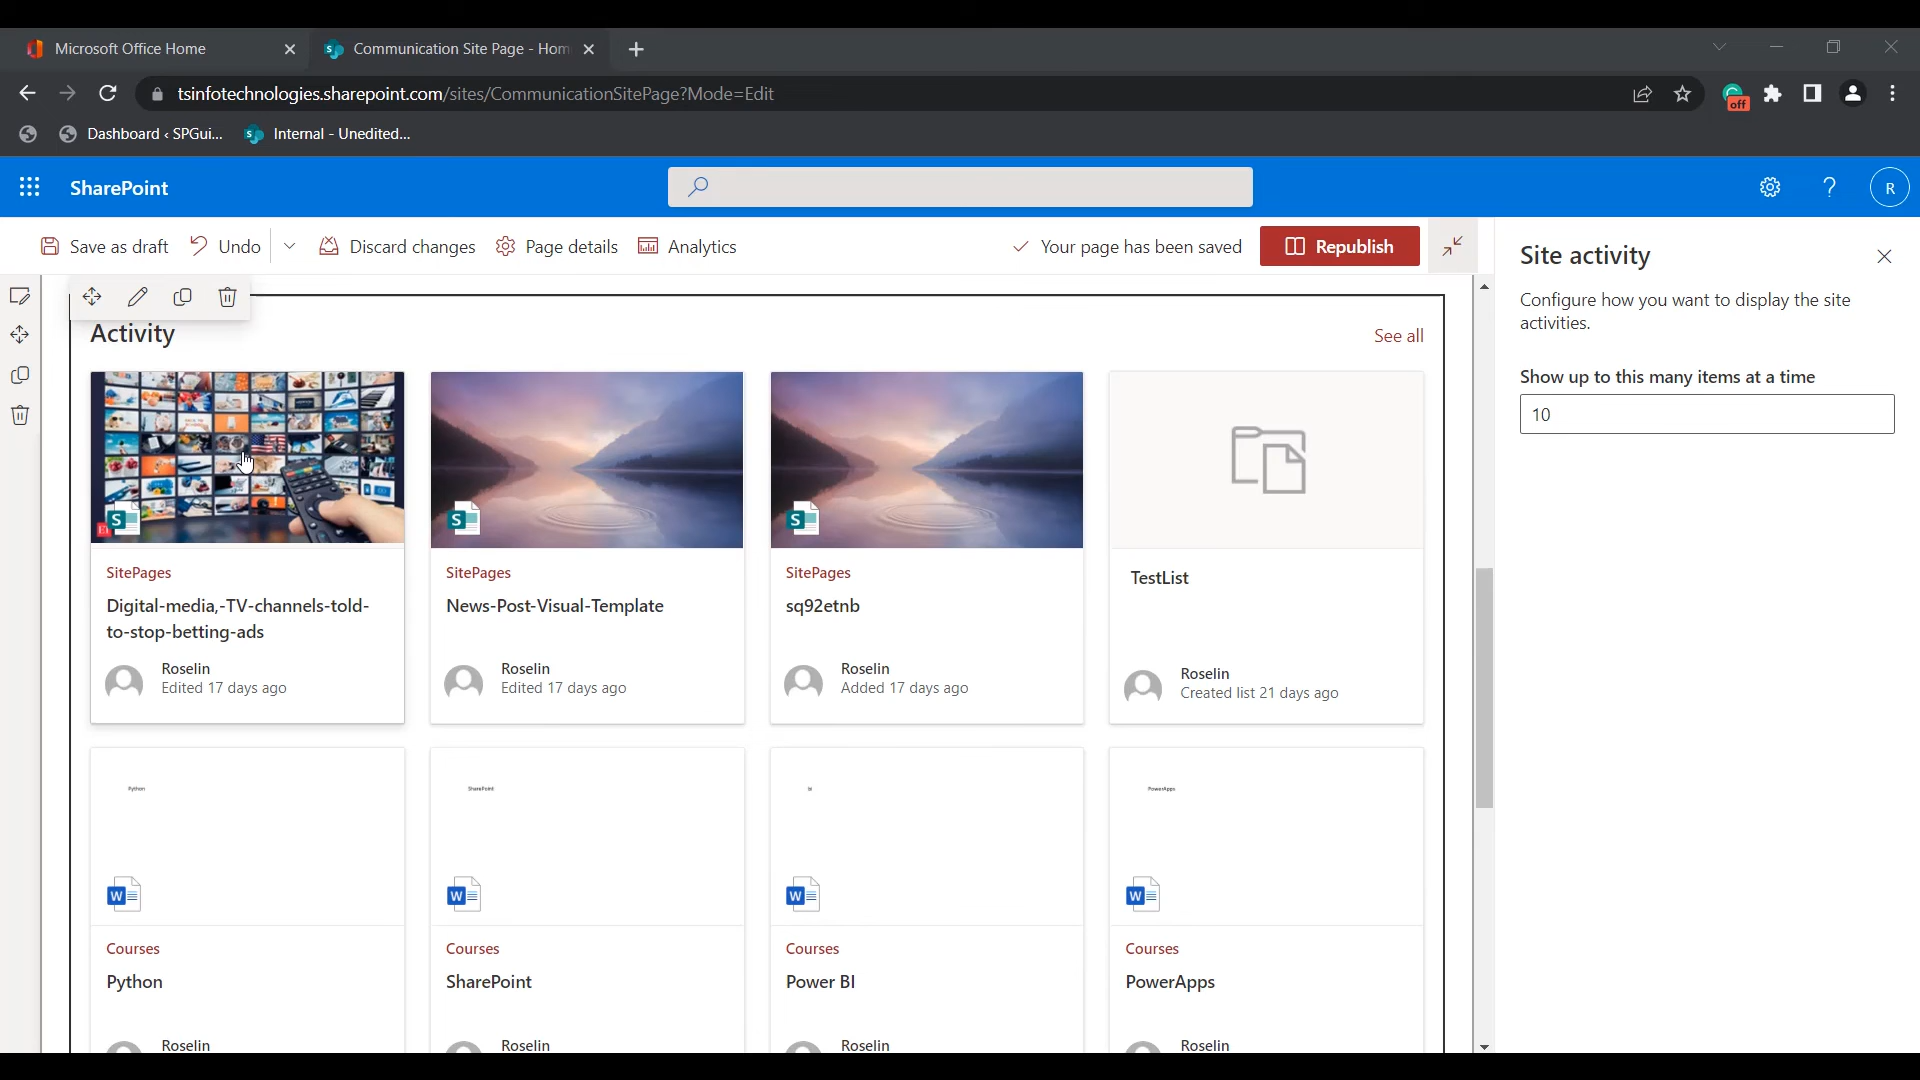 Microsoft Office Home
Communication Site Page - Hom
tsinfotechnologies.sharepoint.com/sites/CommunicationSitePage?Mode=Edit
off
Dashboard ‹ SPGui...
Internal - Unedited...
SharePoint
?
R
Save as draft
Undo
Discard changes
Page details
Analytics
Your page has been saved
Republish
Site activity
Configure how you want to display the site
activities.
Show up to this many items at a time
10
Activity
See all
SitePages
Digital-media,-TV-channels-told-
to-stop-betting-ads
Roselin
Edited 17 days ago
SitePages
News-Post-Visual-Template
Roselin
Edited 17 days ago
SitePages
sq92etnb
Roselin
Added 17 days ago
TestList
Roselin
Created list 21 days ago
Python
W
Courses
Python
Roselin
SharePoint
W
Courses
SharePoint
Roselin
W
Courses
Power BI
Roselin
PowerApps
W
Courses
PowerApps
Roselin